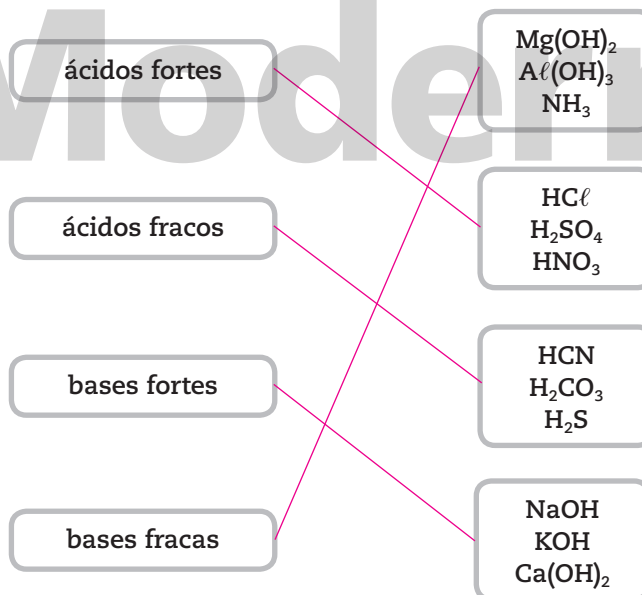 Modern
ácidos fortes
Mg(OH)₂
Aℓ(OH)₃
NH₃
ácidos fracos
HCℓ
H₂SO₄
HNO₃
bases fortes
HCN
H₂CO₃
H₂S
bases fracas
NaOH
KOH
Ca(OH)₂